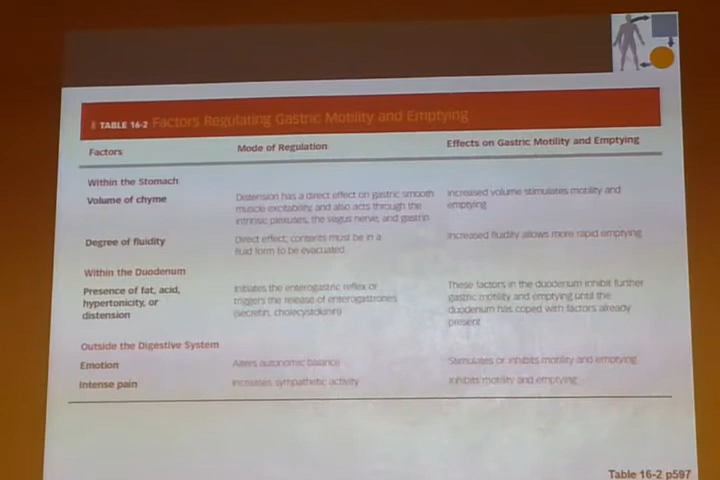 TABLE 16-2 Factors Regulating Gastric Motility and Emptying
Factors Mode of Regulation Effects on Gastric Motility and Emptying
Within the Stomach
Volume of chyme
Distension has a direct effect on gastric smooth
muscle excitability and also acts through the
intrinsic plexuses, the vagus nerve, and gastrin
Increased volume stimulates motility and
emptying
Degree of fluidity
Direct effect; contents must be in a
fluid form to be evacuated
Increased fluidity allows more rapid emptying
Within the Duodenum
Presence of fat, acid,
hypertonicity, or
distension
Initiates the enterogastric reflex or
triggers the release of enterogastrones
(secretin, cholecystokinin)
These factors in the duodenum inhibit further
gastric motility and emptying until the
duodenum has coped with factors already
present
Outside the Digestive System
Emotion
Alters autonomic balance
Stimulates or inhibits motility and emptying
Intense pain
Increases sympathetic activity
Inhibits motility and emptying
Table 16-2 p597